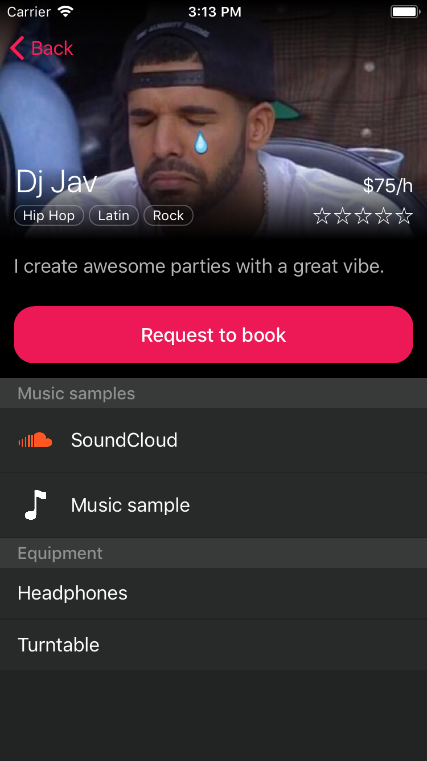 Carrier 3:13 PM
Back
Dj Jav
$75/h
Hip Hop Latin Rock
I create awesome parties with a great vibe.
Request to book
Music samples
SoundCloud
Music sample
Equipment
Headphones
Turntable